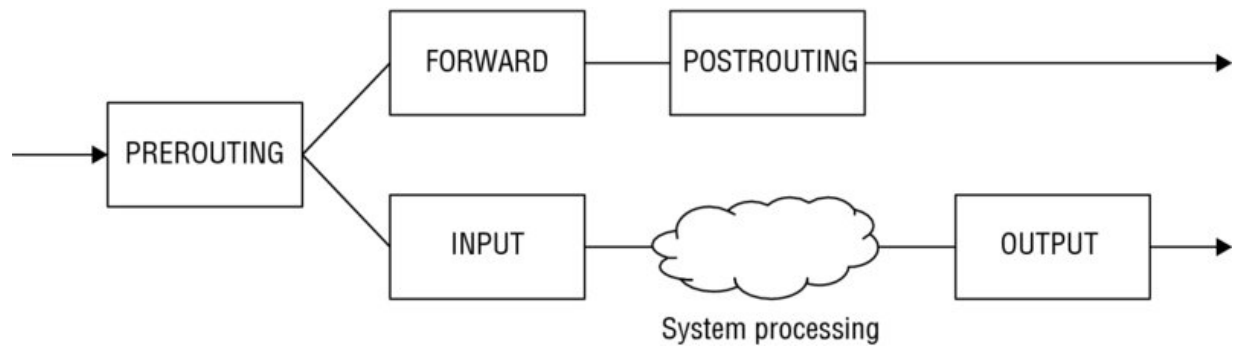 FORWARD
POSTROUTING
PREROUTING
INPUT
OUTPUT
System processing